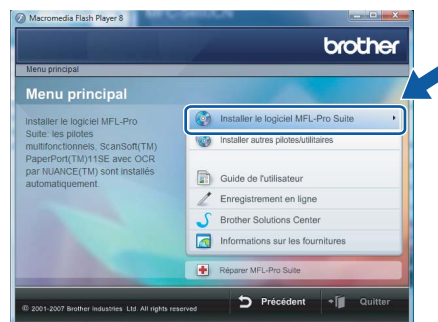 Macromedia Flash Player 8
brother
Menu principal
Menu principal
Installer le logiciel MFL-Pro
Suite: les pilotes
multifonctionnels, ScanSoft(TM)
PaperPort(TM)11SE avec OCR
par NUANCE(TM) sont installés
automatiquement.
Installer le logiciel MFL-Pro Suite
Installer autres pilotes/utilitaires
Guide de l'utilisateur
Enregistrement en ligne
Brother Solutions Center
Informations sur les fournitures
Réparer MFL-Pro Suite
© 2001-2007 Brother Industries Ltd. All rights reserved
Précédent
Quitter